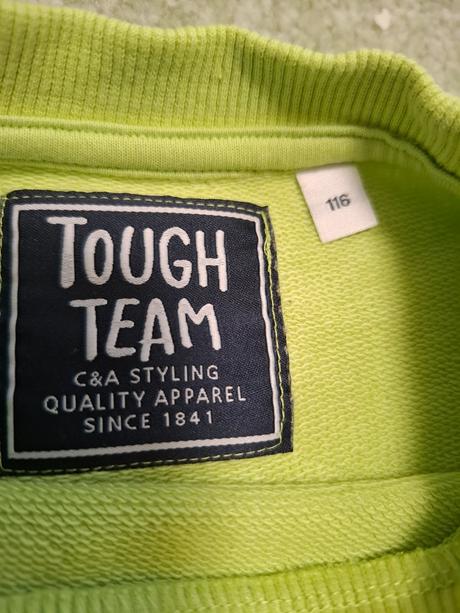 116
TOUGH
TEAM
C&A STYLING
QUALITY APPAREL
SINCE 1841